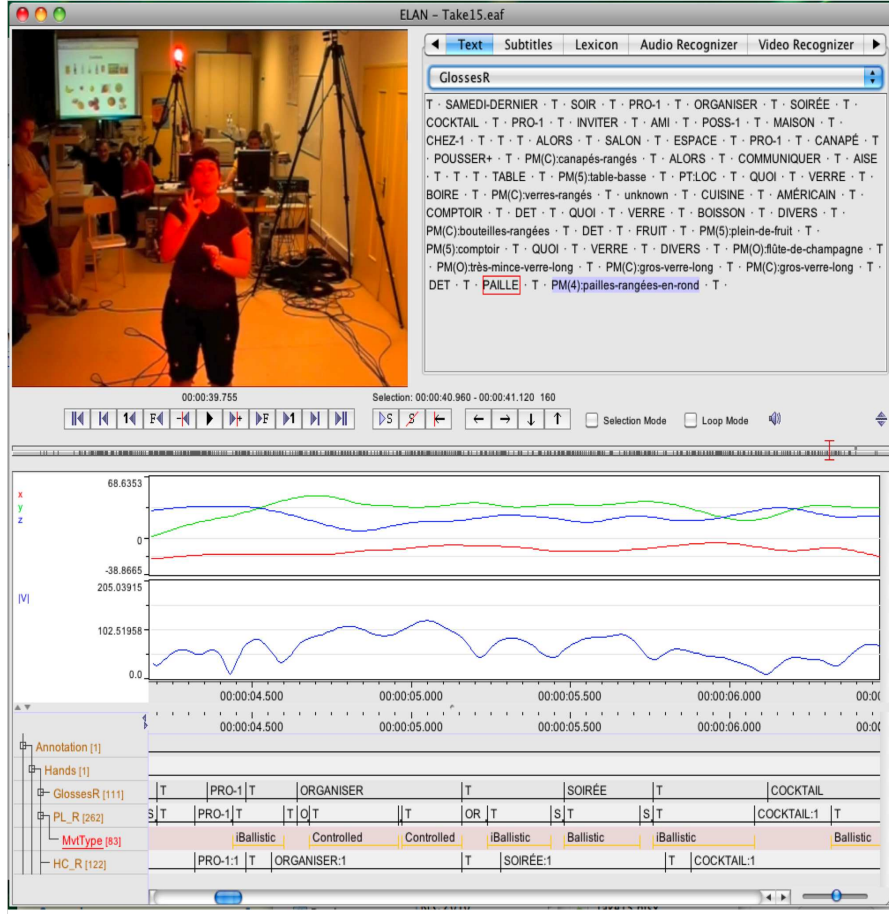 ELAN - Take15.eaf
Text Subtitles Lexicon Audio Recognizer Video Recognizer
GlossesR
T · SAMEDI-DERNIER · T · SOIR · T · PRO-1 · T · ORGANISER · T · SOIRÉE · T ·
COCKTAIL · T · PRO-1 · T · INVITER · T · AMI · T · POSS-1 · T · MAISON · T ·
CHEZ-1 · T · T · T · ALORS · T · SALON · T · ESPACE · T · PRO-1 · T · CANAPÉ · T
· POUSSER+ · T · PM(C):canapés-rangés · T · ALORS · T · COMMUNIQUER · T · AISE
· T · T · T · TABLE · T · PM(5):table-basse · T · PT:LOC · T · QUOI · T · VERRE · T ·
BOIRE · T · PM(C):verres-rangés · T · unknown · T · CUISINE · T · AMÉRICAIN · T ·
COMPTOIR · T · DET · T · QUOI · T · VERRE · T · BOISSON · T · DIVERS · T ·
PM(C):bouteilles-rangées · T · DET · T · FRUIT · T · PM(5):plein-de-fruit · T ·
PM(5):comptoir · T · QUOI · T · VERRE · T · DIVERS · T · PM(O):flûte-de-champagne · T
· PM(O):très-mince-verre-long · T · PM(C):gros-verre-long · T · PM(C):gros-verre-long · T ·
DET · T · PAILLE · T · PM(4):pailles-rangées-en-rond · T ·
00:00:39.755 Selection: 00:00:40.960 - 00:00:41.120 160
1 F + F 1 S S Selection Mode Loop Mode
68.6353
x
y
z
0
-38.8665
205.03915
|V|
102.51958
0.0
00:00:04.500 00:00:05.000 00:00:05.500 00:00:06.000 00:00
00:00:04.500 00:00:05.000 00:00:05.500 00:00:06.000 00:00
Annotation [1]
Hands [1]
GlossesR [111] T PRO-1 T ORGANISER T SOIRÉE T COCKTAIL
PL_R [262] S T PRO-1 T T O T T OR T S T S T COCKTAIL:1 T
MvtType [83] iBallistic Controlled Controlled iBallistic Ballistic iBallistic Ballistic
HC_R [122] PRO-1:1 T ORGANISER:1 T SOIRÉE:1 T COCKTAIL:1